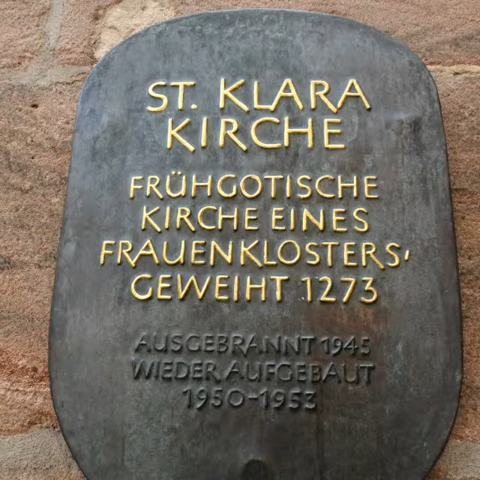 ST. KLARA
KIRCHE
FRÜHGOTISCHE
KIRCHE EINES
FRAUENKLOSTERS,
GEWEIHT 1273
AUSGEBRANNT 1945
WIEDER AUFGEBAUT
1950-1953